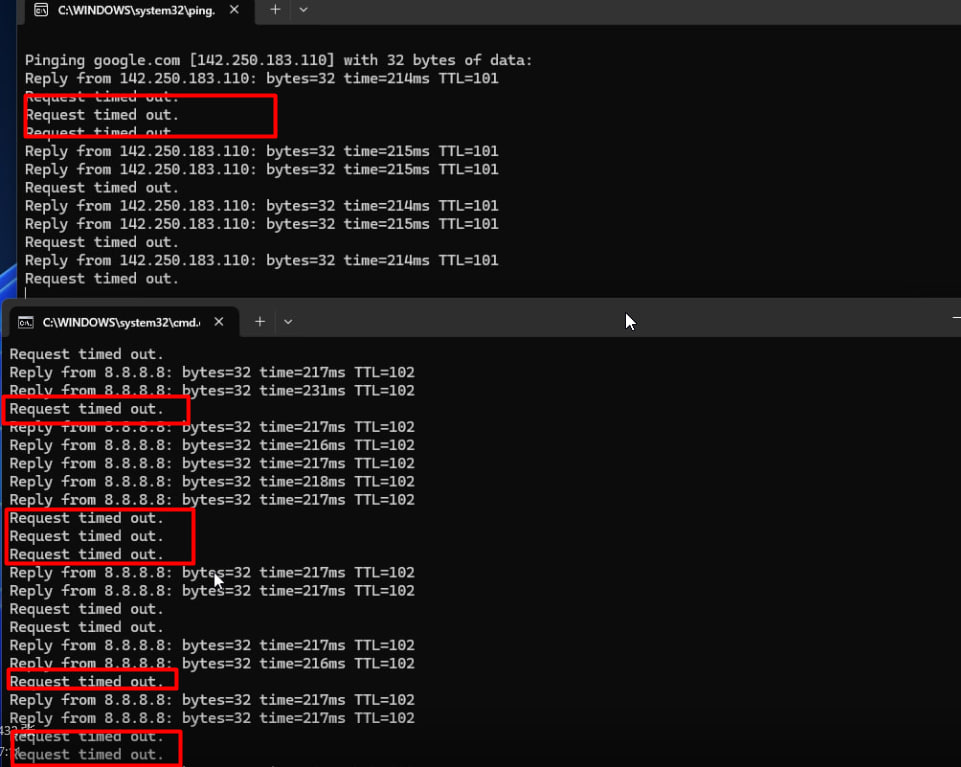 C:\WINDOWS\system32\ping.
Pinging google.com [142.250.183.110] with 32 bytes of data:
Reply from 142.250.183.110: bytes=32 time=214ms TTL=101
Request timed out.
Request timed out.
Request timed out.
Reply from 142.250.183.110: bytes=32 time=215ms TTL=101
Reply from 142.250.183.110: bytes=32 time=215ms TTL=101
Request timed out.
Reply from 142.250.183.110: bytes=32 time=214ms TTL=101
Reply from 142.250.183.110: bytes=32 time=215ms TTL=101
Request timed out.
Reply from 142.250.183.110: bytes=32 time=214ms TTL=101
Request timed out.
C:\WINDOWS\system32\cmd.
Request timed out.
Reply from 8.8.8.8: bytes=32 time=217ms TTL=102
Reply from 8.8.8.8: bytes=32 time=231ms TTL=102
Request timed out.
Reply from 8.8.8.8: bytes=32 time=217ms TTL=102
Reply from 8.8.8.8: bytes=32 time=216ms TTL=102
Reply from 8.8.8.8: bytes=32 time=217ms TTL=102
Reply from 8.8.8.8: bytes=32 time=218ms TTL=102
Reply from 8.8.8.8: bytes=32 time=217ms TTL=102
Request timed out.
Request timed out.
Request timed out.
Reply from 8.8.8.8: bytes=32 time=217ms TTL=102
Reply from 8.8.8.8: bytes=32 time=217ms TTL=102
Request timed out.
Request timed out.
Reply from 8.8.8.8: bytes=32 time=217ms TTL=102
Reply from 8.8.8.8: bytes=32 time=216ms TTL=102
Request timed out.
Reply from 8.8.8.8: bytes=32 time=217ms TTL=102
Reply from 8.8.8.8: bytes=32 time=217ms TTL=102
Request timed out.
Request timed out.